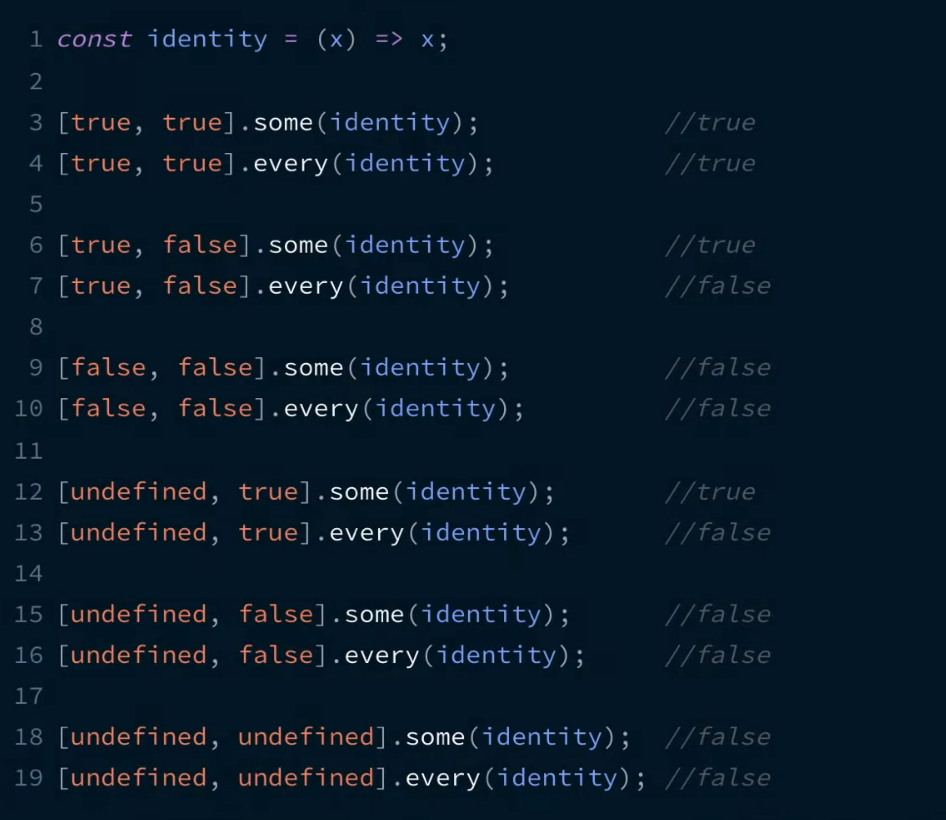 1 const identity = (x) => x;
2
3 [true, true].some(identity); //true
4 [true, true].every(identity); //true
5
6 [true, false].some(identity); //true
7 [true, false].every(identity); //false
8
9 [false, false].some(identity); //false
10 [false, false].every(identity); //false
11
12 [undefined, true].some(identity); //true
13 [undefined, true].every(identity); //false
14
15 [undefined, false].some(identity); //false
16 [undefined, false].every(identity); //false
17
18 [undefined, undefined].some(identity); //false
19 [undefined, undefined].every(identity); //false